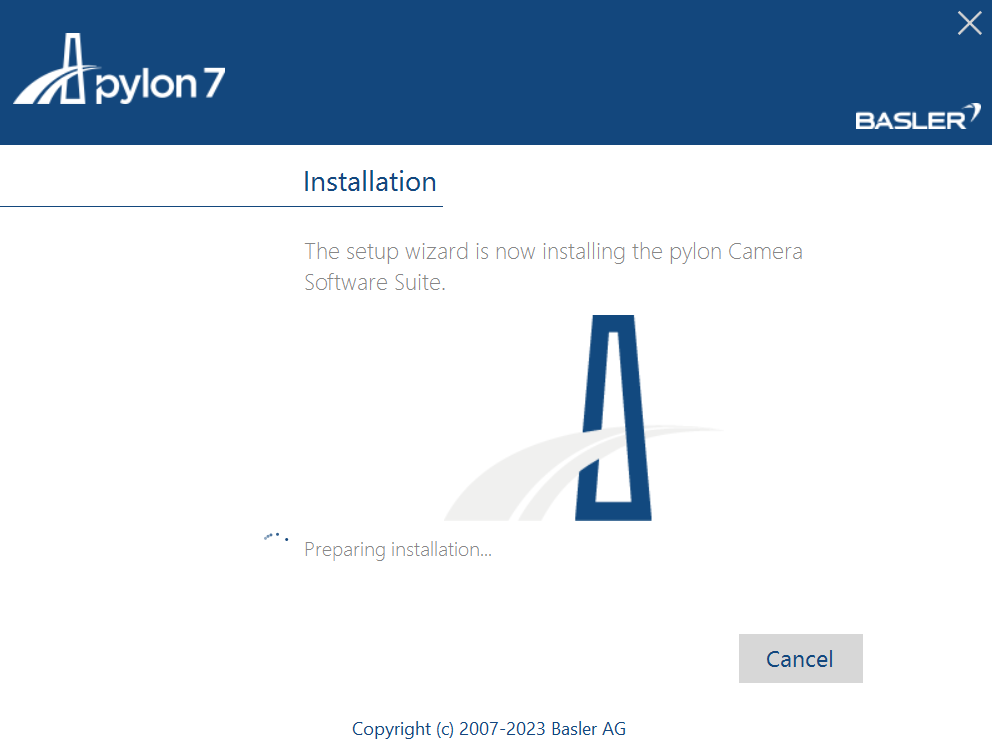 pylon 7
BASLER
Installation
The setup wizard is now installing the pylon Camera
Software Suite.
Preparing installation...
Cancel
Copyright (c) 2007-2023 Basler AG